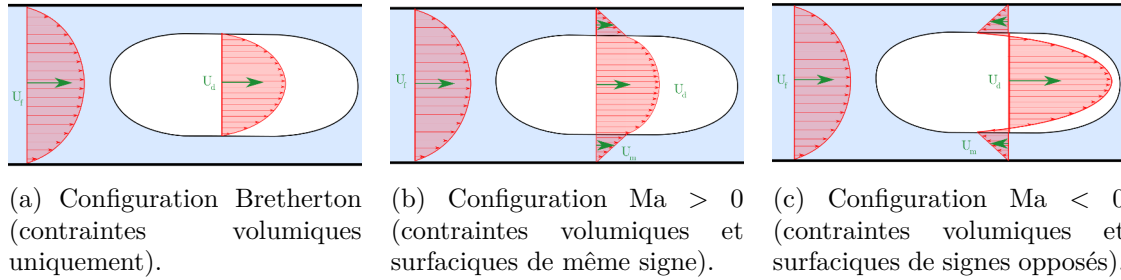 U_f
U_d
U_f
U_d
U_m
U_f
U_d
U_m
(a) Configuration Bretherton
(contraintes volumiques
uniquement).
(b) Configuration Ma > 0
(contraintes volumiques et
surfaciques de même signe).
(c) Configuration Ma < 0
(contraintes volumiques et
surfaciques de signes opposés).